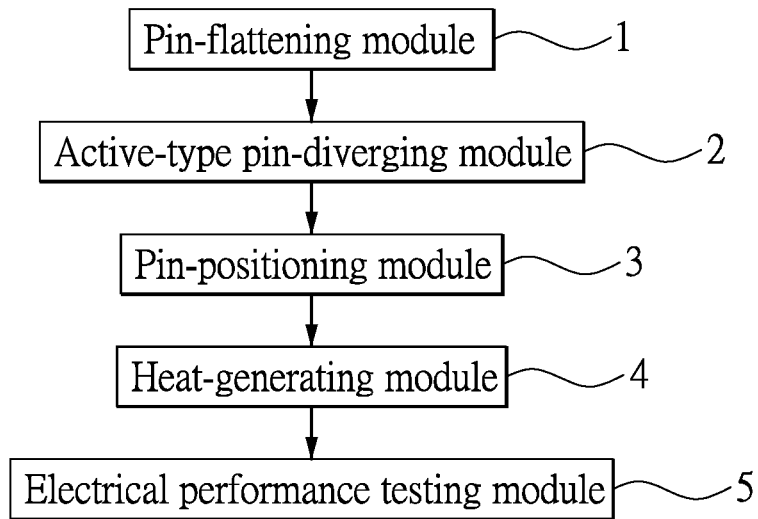 Pin-flattening module 1
Active-type pin-diverging module 2
Pin-positioning module 3
Heat-generating module 4
Electrical performance testing module 5